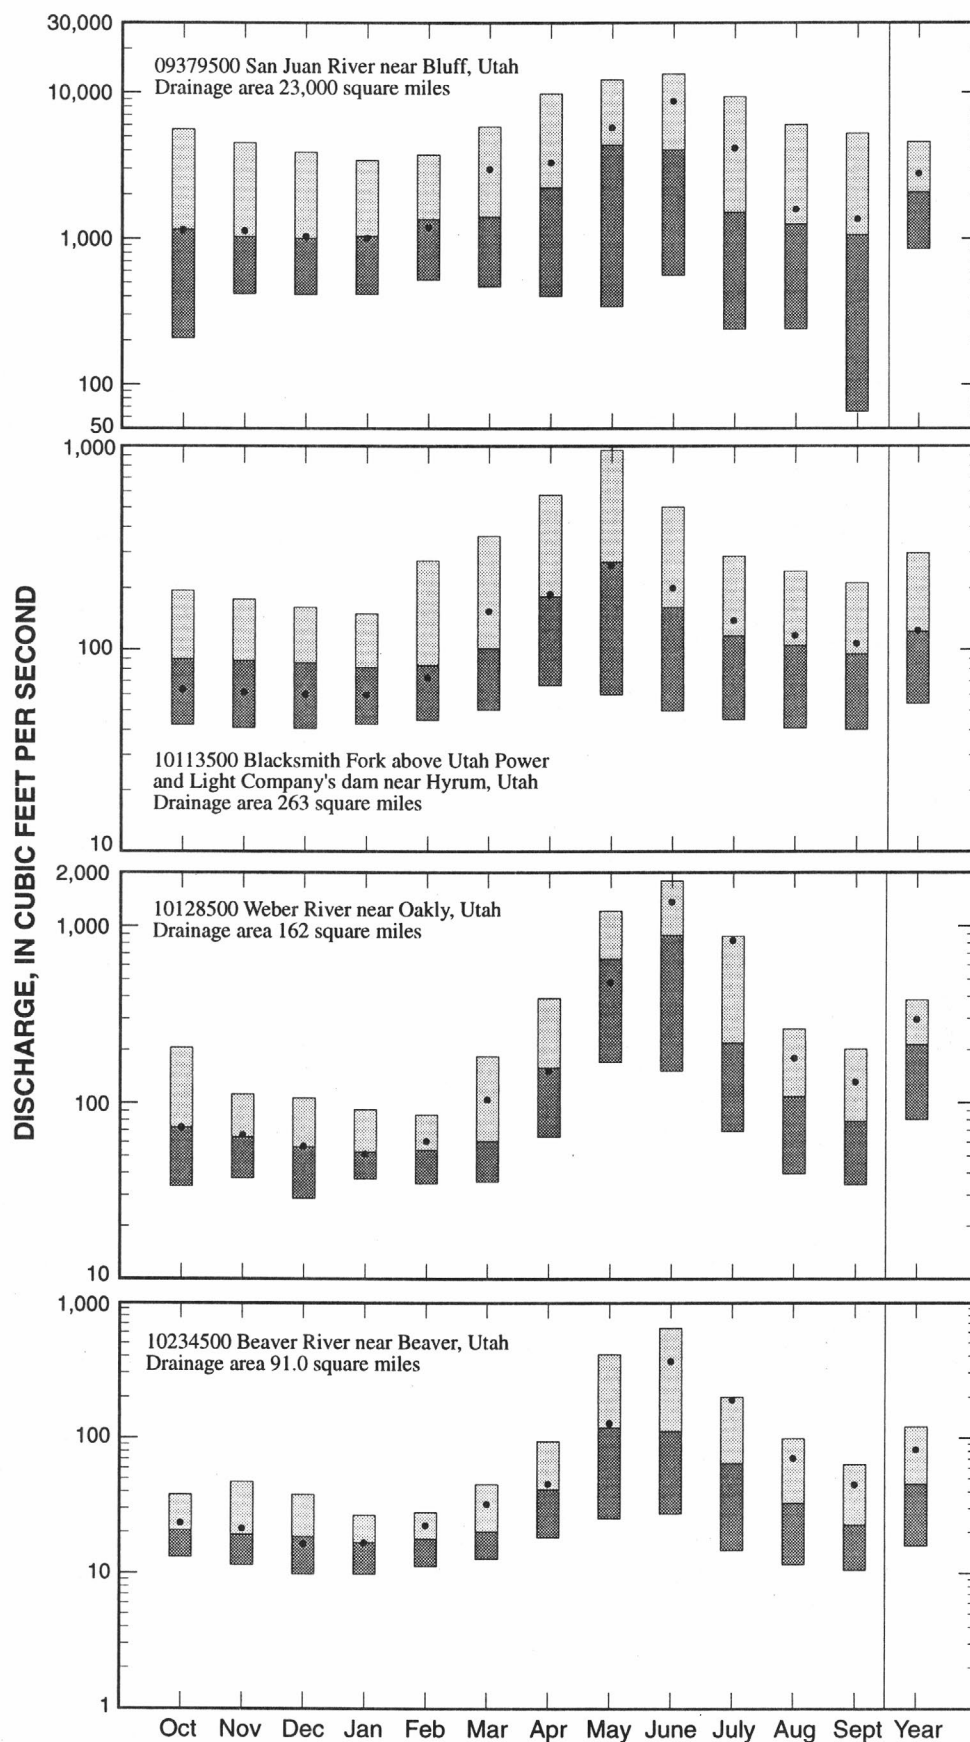 30,000
09379500 San Juan River near Bluff, Utah
Drainage area 23,000 square miles
10,000
1,000
100
50
1,000
100
10113500 Blacksmith Fork above Utah Power
and Light Company's dam near Hyrum, Utah
Drainage area 263 square miles
10
DISCHARGE, IN CUBIC FEET PER SECOND
2,000
10128500 Weber River near Oakly, Utah
Drainage area 162 square miles
1,000
100
10
1,000
10234500 Beaver River near Beaver, Utah
Drainage area 91.0 square miles
100
10
1
Oct Nov Dec Jan Feb Mar Apr May June July Aug Sept Year